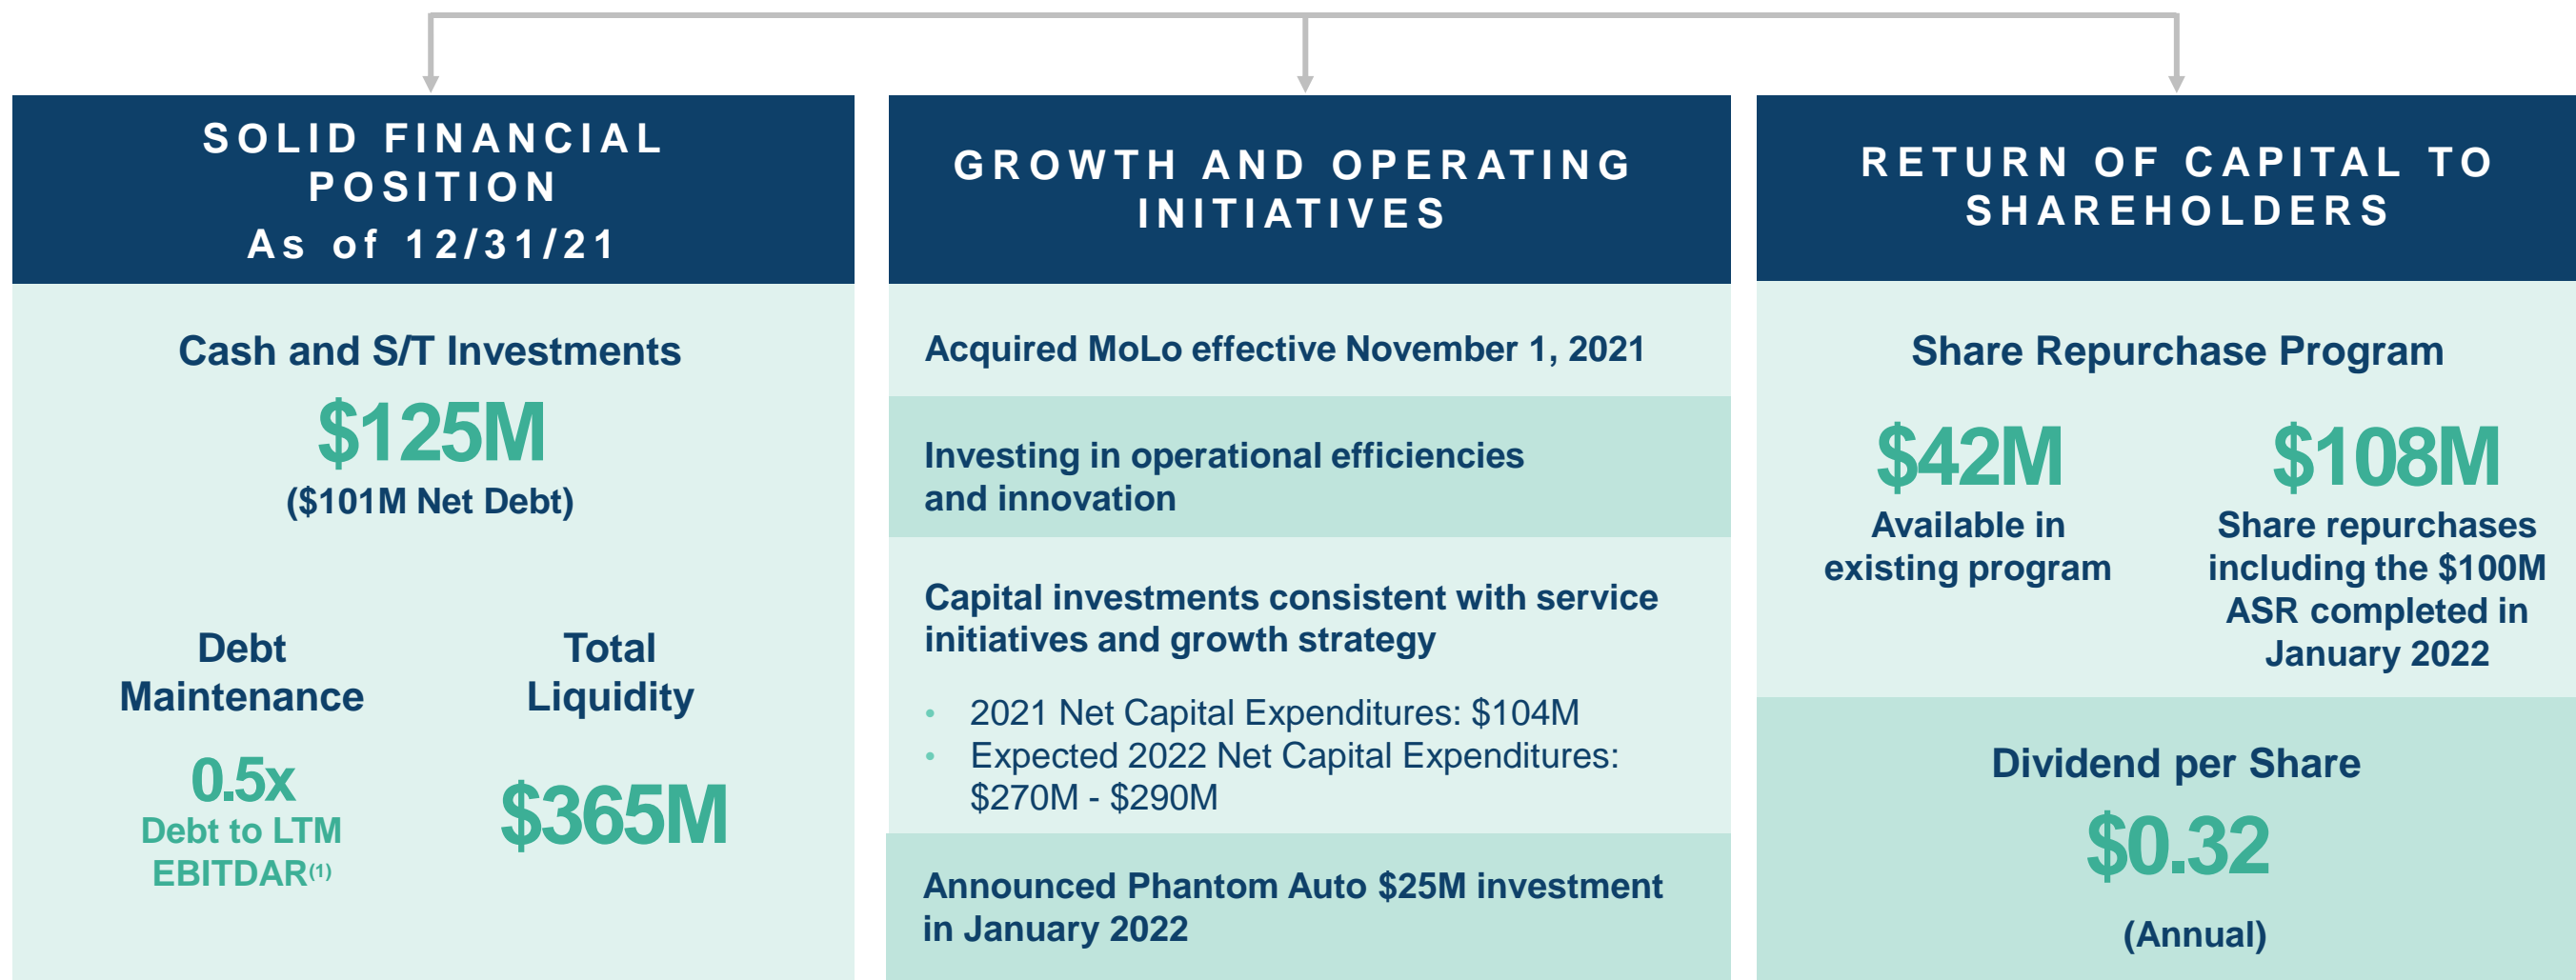 SOLID FINANCIAL
POSITION
As of 12/31/21
Cash and S/T Investments
$125M
($101M Net Debt)
Debt
Maintenance
0.5x
Debt to LTM
EBITDAR(1)
Total
Liquidity
$365M
GROWTH AND OPERATING
INITIATIVES
Acquired MoLo effective November 1, 2021
Investing in operational efficiencies
and innovation
Capital investments consistent with service
initiatives and growth strategy
• 2021 Net Capital Expenditures: $104M
• Expected 2022 Net Capital Expenditures:
$270M - $290M
Announced Phantom Auto $25M investment
in January 2022
RETURN OF CAPITAL TO
SHAREHOLDERS
Share Repurchase Program
$42M
Available in
existing program
$108M
Share repurchases
including the $100M
ASR completed in
January 2022
Dividend per Share
$0.32
(Annual)